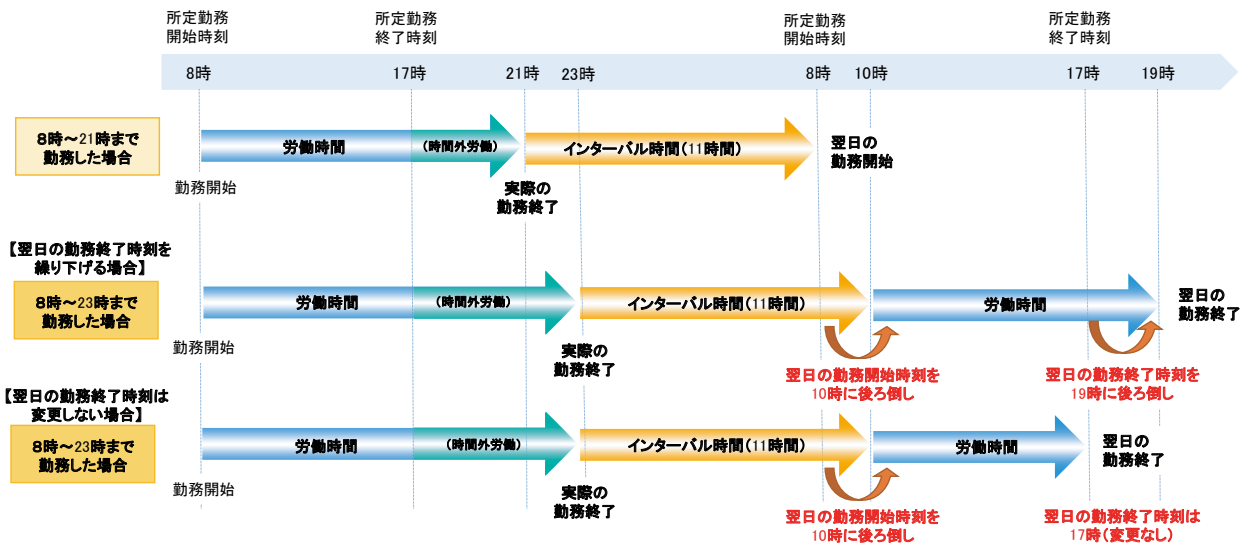 所定勤務
開始時刻
所定勤務
終了時刻
所定勤務
開始時刻
所定勤務
終了時刻
8時
17時
21時
23時
8時
10時
17時
19時
8時～21時まで
勤務した場合
労働時間
(時間外労働)
インターバル時間(11時間)
翌日の
勤務開始
勤務開始
実際の
勤務終了
【翌日の勤務終了時刻を
繰り下げる場合】
8時～23時まで
勤務した場合
労働時間
(時間外労働)
インターバル時間(11時間)
労働時間
翌日の
勤務終了
勤務開始
実際の
勤務終了
翌日の勤務開始時刻を
10時に後ろ倒し
翌日の勤務終了時刻を
19時に後ろ倒し
【翌日の勤務終了時刻は
変更しない場合】
8時～23時まで
勤務した場合
労働時間
(時間外労働)
インターバル時間(11時間)
労働時間
翌日の
勤務終了
勤務開始
実際の
勤務終了
翌日の勤務開始時刻を
10時に後ろ倒し
翌日の勤務終了時刻は
17時(変更なし)